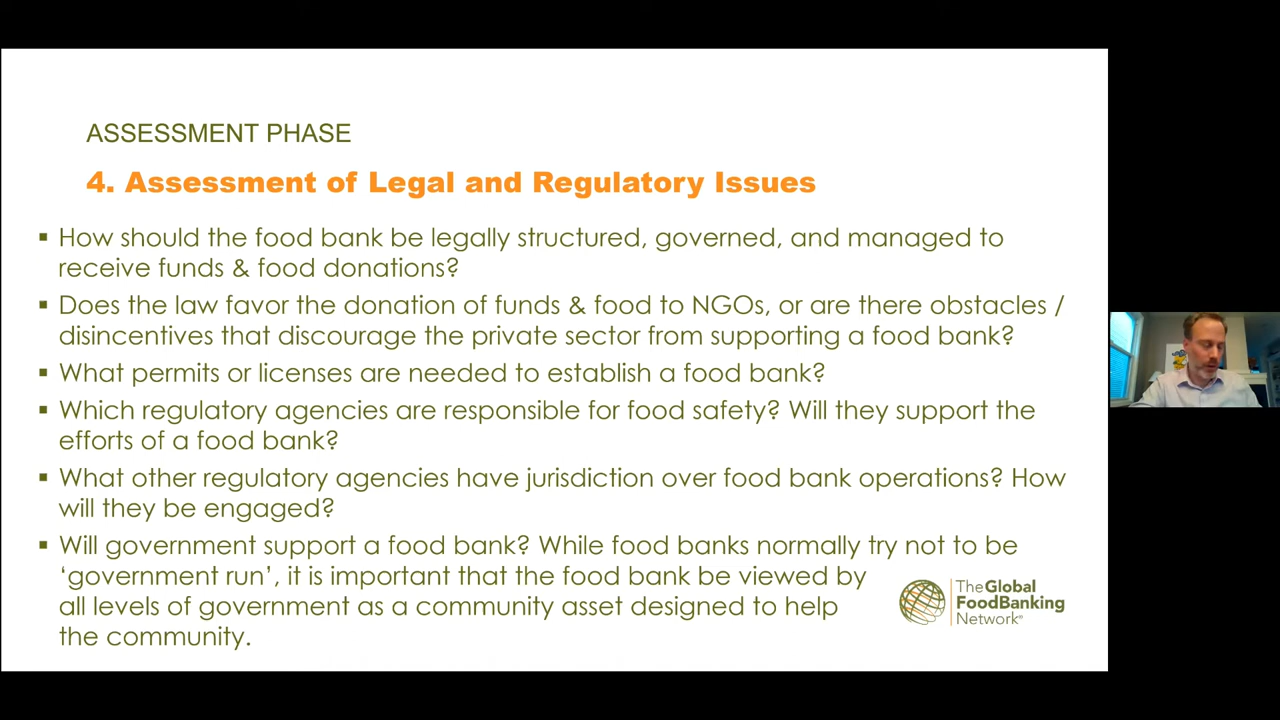 ASSESSMENT PHASE
4. Assessment of Legal and Regulatory Issues
▪ How should the food bank be legally structured, governed, and managed to
receive funds & food donations?
▪ Does the law favor the donation of funds & food to NGOs, or are there obstacles /
disincentives that discourage the private sector from supporting a food bank?
▪ What permits or licenses are needed to establish a food bank?
▪ Which regulatory agencies are responsible for food safety? Will they support the
efforts of a food bank?
▪ What other regulatory agencies have jurisdiction over food bank operations? How
will they be engaged?
▪ Will government support a food bank? While food banks normally try not to be
‘government run’, it is important that the food bank be viewed by
all levels of government as a community asset designed to help
the community.
The Global
FoodBanking
Network